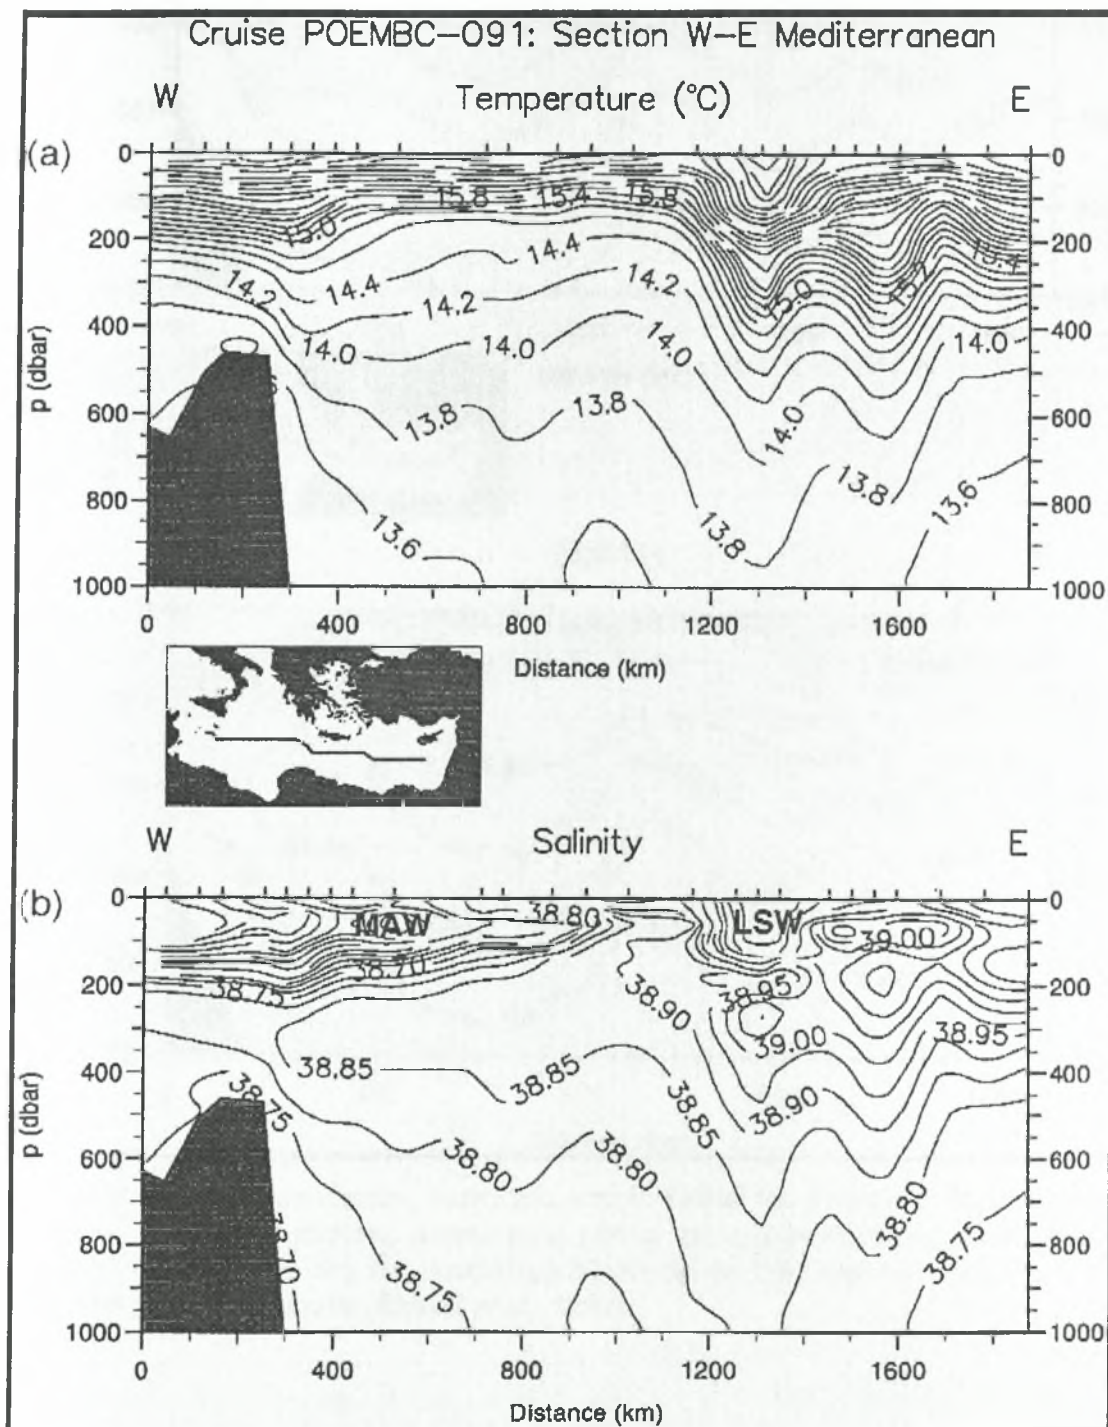 Cruise POEMBC-O91: Section W-E Mediterranean
W Temperature (°C) E
(a)
0 0
15.8 15.4 15.8
200 15.0 14.4 15.2 15.4 200
14.2 14.4 14.2 14.2 15.0
400 14.0 14.0 14.0 14.0 400
p (dbar)
600 13.8 13.8 14.0 600
800 13.6 13.8 13.8 13.6 800
1000 1000
0 400 800 1200 1600
Distance (km)
W Salinity E
(b)
0 0
MAW 38.80 LSW 39.00
200 38.75 38.70 38.90 38.95 200
38.85 38.85 39.00 38.95
400 38.75 38.85 38.90 400
p (dbar)
600 38.80 38.80 600
800 38.70 38.75 38.80 38.75 800
1000 1000
0 400 800 1200 1600
Distance (km)